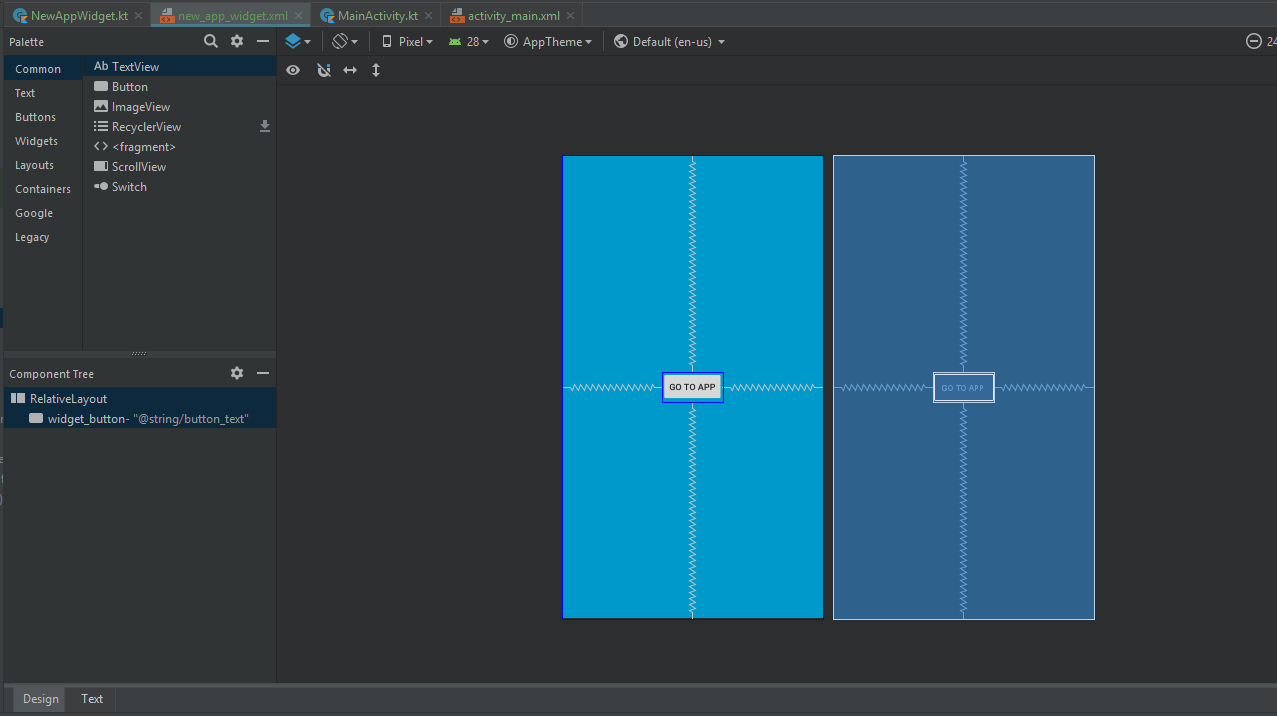 NewAppWidget.kt new_app_widget.xml MainActivity.kt activity_main.xml
Palette Pixel 28 AppTheme Default (en-us) 24
Common
Text
Buttons
Widgets
Layouts
Containers
Google
Legacy
Ab TextView
Button
ImageView
RecyclerView
<fragment>
ScrollView
Switch
GO TO APP GO TO APP
Component Tree
RelativeLayout
widget_button- "@string/button_text"
Design Text